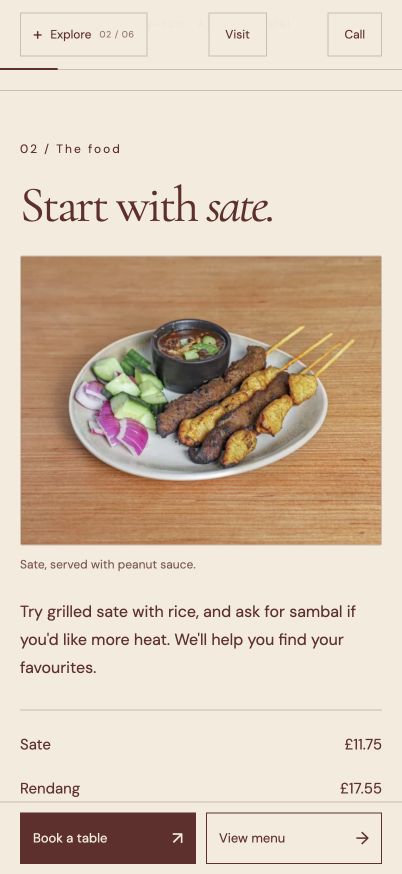 + Explore 02 / 06
Visit
Call
02 / The food
Start with sate.
Sate, served with peanut sauce.
Try grilled sate with rice, and ask for sambal if
you'd like more heat. We'll help you find your
favourites.
Sate £11.75
Rendang £17.55
Book a table
View menu